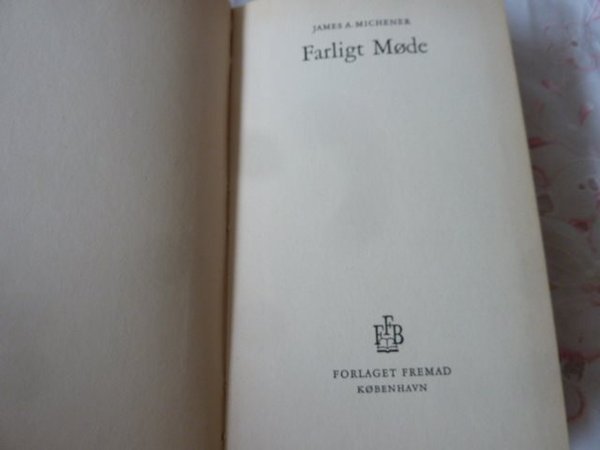 JAMES A. MICHENER
Farligt Møde
FFB
FORLAGET FREMAD
KØBENHAVN